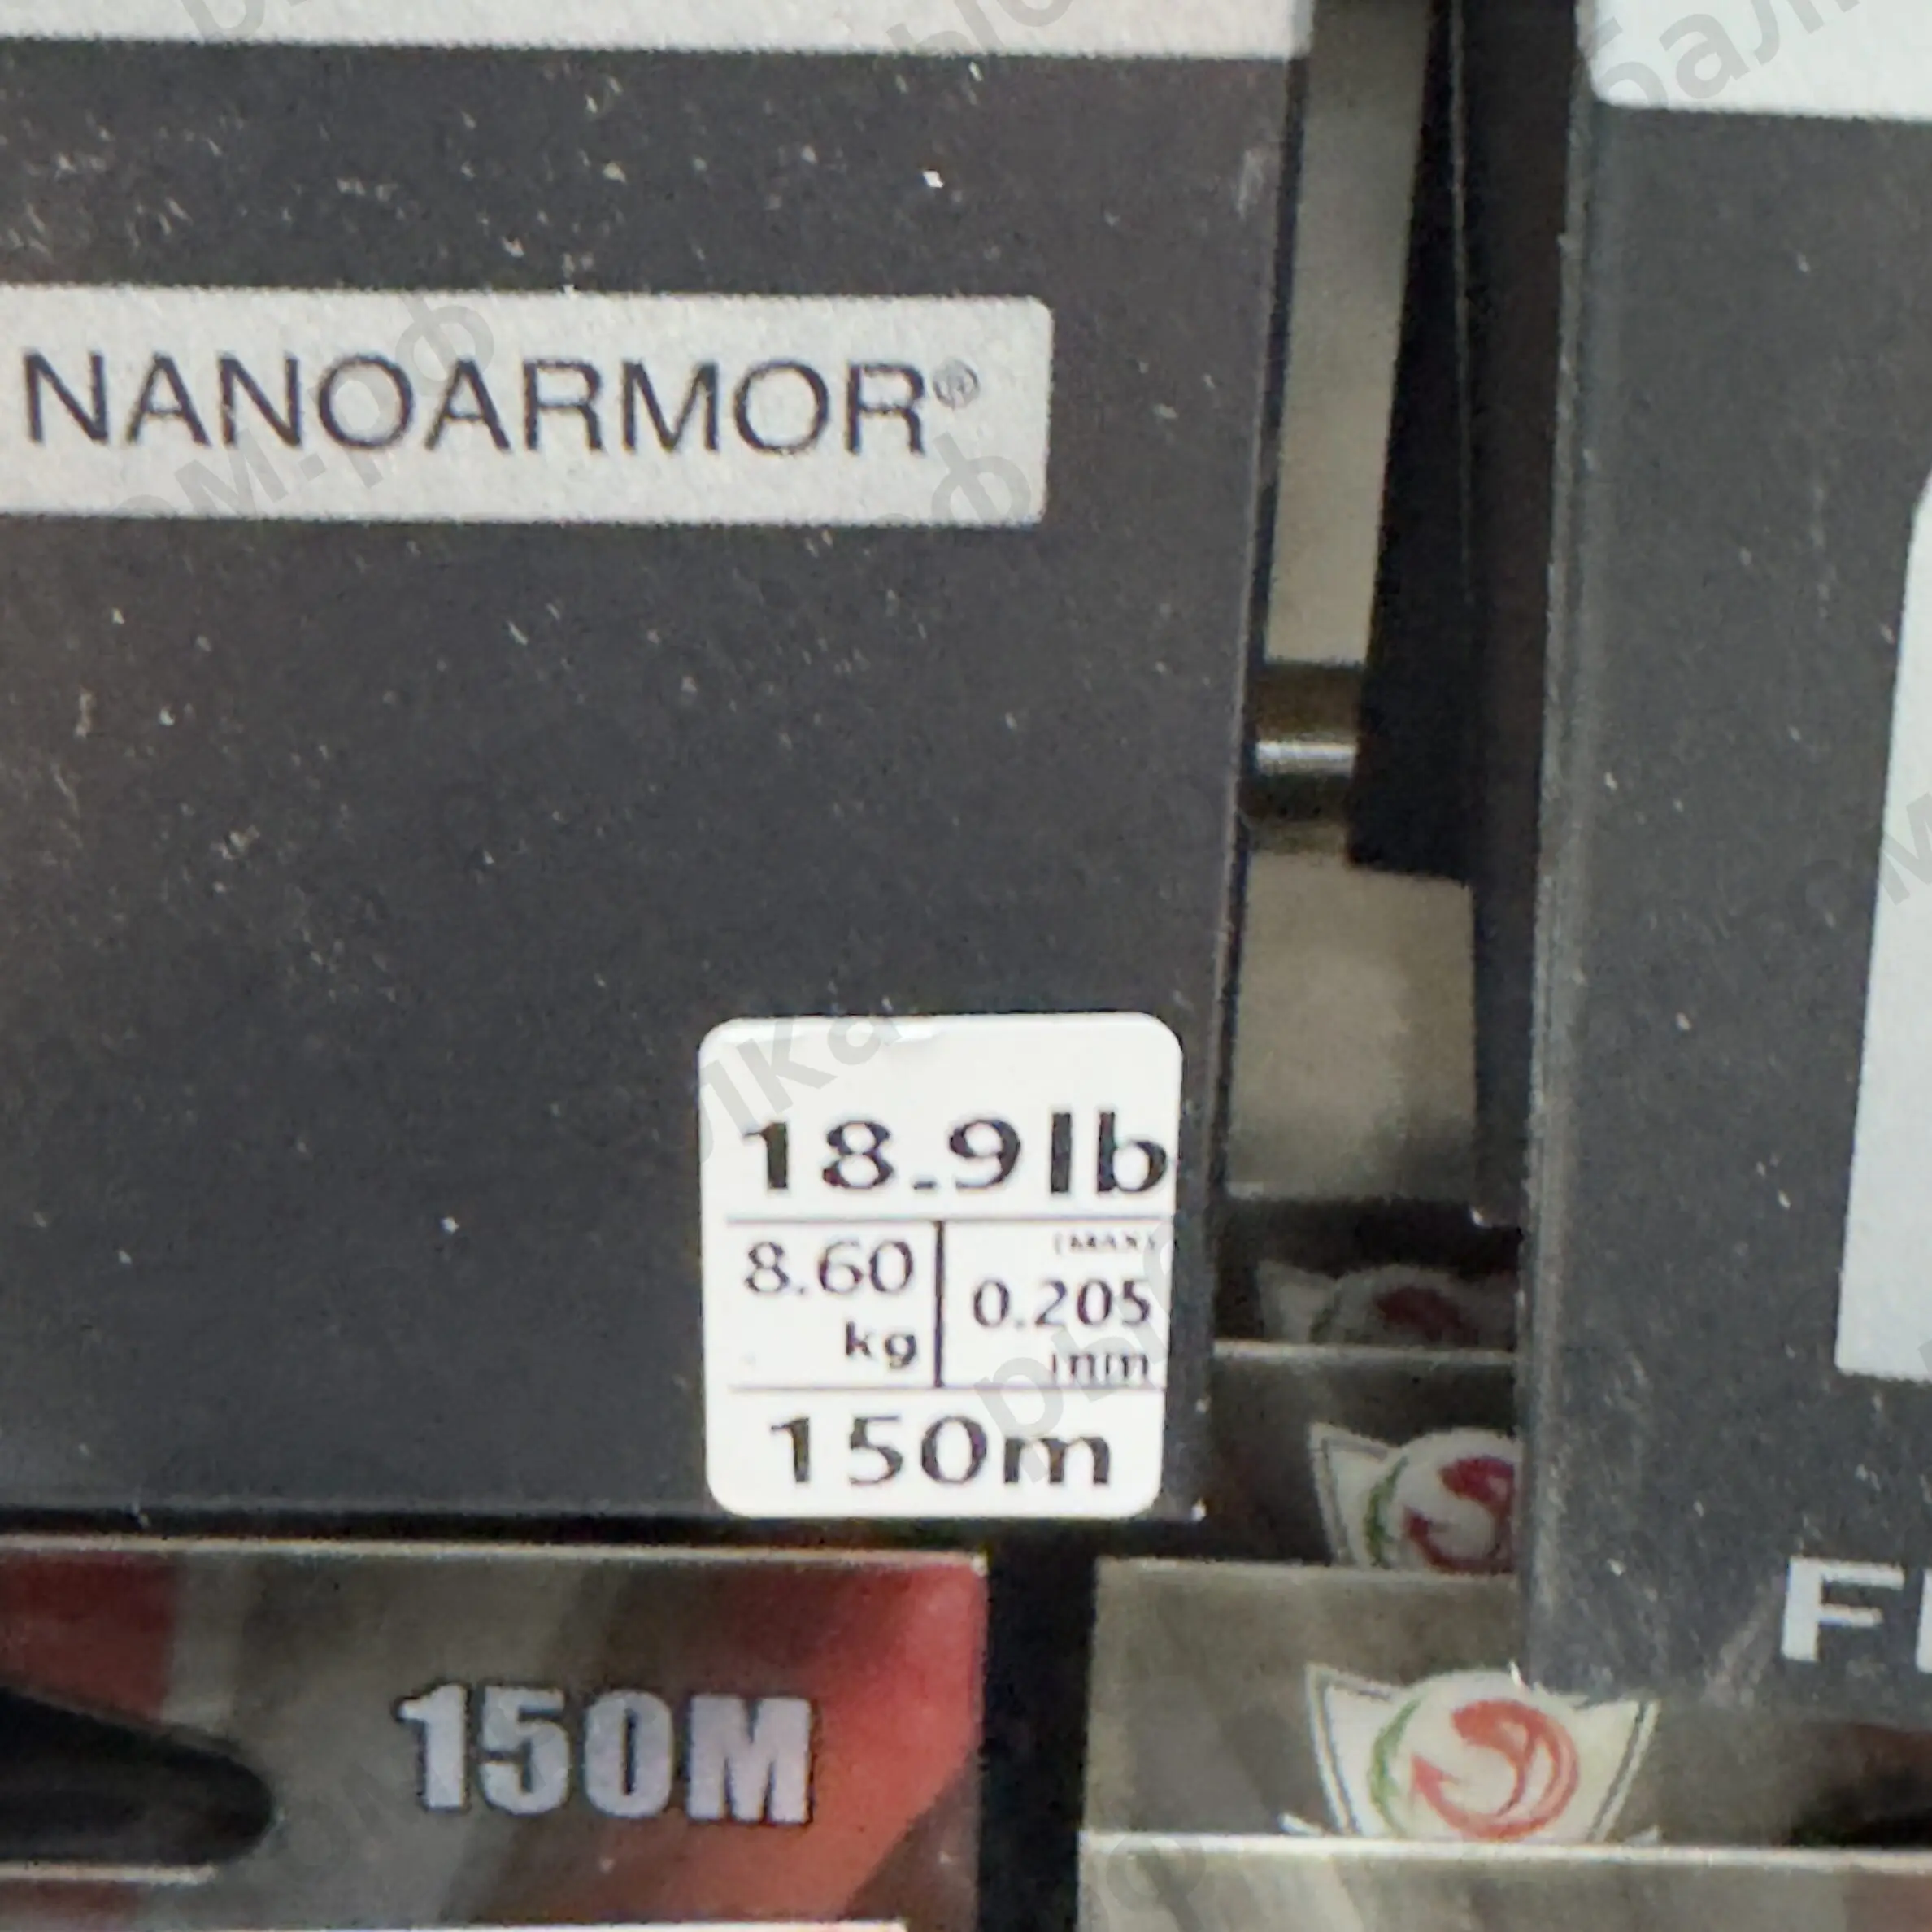 NANOARMOR®
18.9lb
8.60
kg
(MAX)
0.205
mm
150m
150M